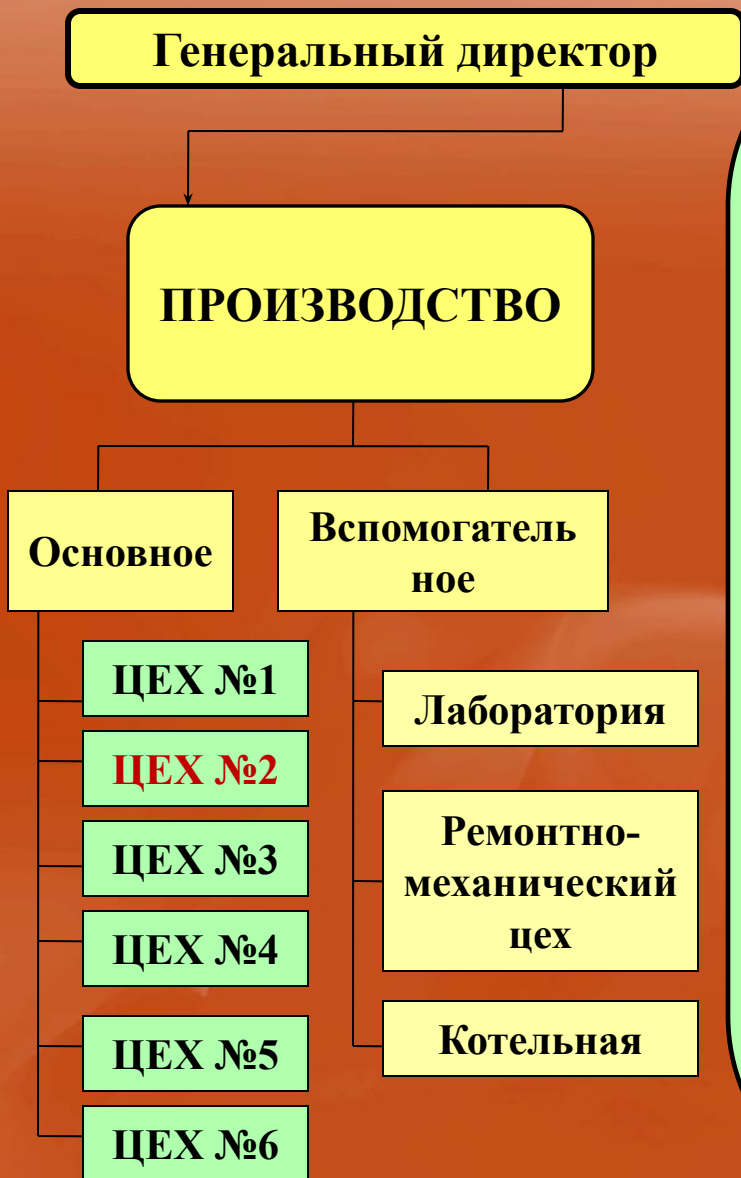 Генеральный директор
ПРОИЗВОДСТВО
Основное
Вспомогатель
ное
ЦЕХ №1
ЦЕХ №2
ЦЕХ №3
ЦЕХ №4
ЦЕХ №5
ЦЕХ №6
Лаборатория
Ремонтно-
механический
цех
Котельная